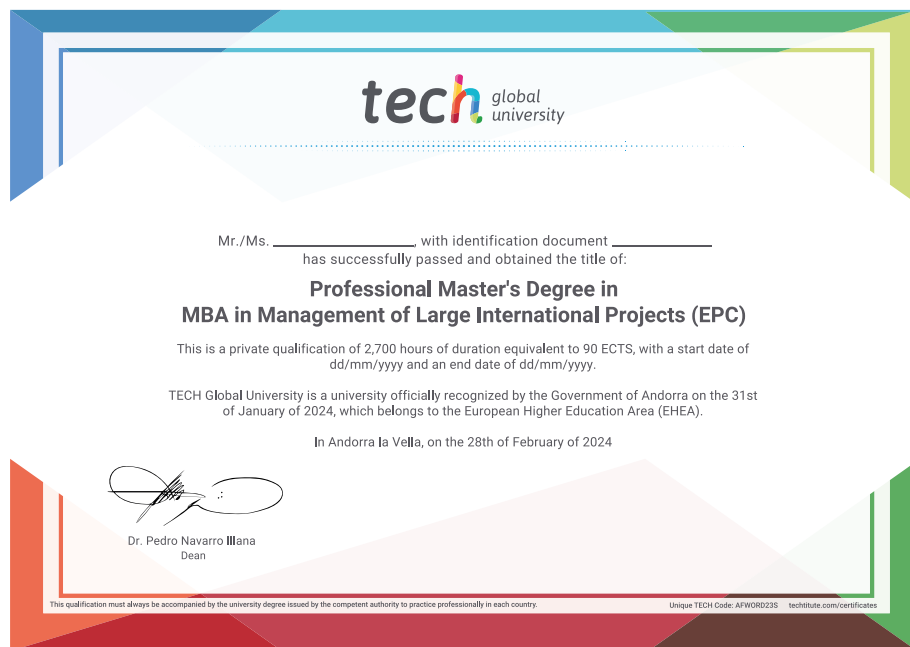 tech global
university
Mr./Ms. ____________, with identification document ____________
has successfully passed and obtained the title of:
Professional Master's Degree in
MBA in Management of Large International Projects (EPC)
This is a private qualification of 2,700 hours of duration equivalent to 90 ECTS, with a start date of
dd/mm/yyyy and an end date of dd/mm/yyyy.
TECH Global University is a university officially recognized by the Government of Andorra on the 31st
of January of 2024, which belongs to the European Higher Education Area (EHEA).
In Andorra la Vella, on the 28th of February of 2024
Dr. Pedro Navarro Illana
Dean
This qualification must always be accompanied by the university degree issued by the competent authority to practice professionally in each country.
Unique TECH Code: AFWORD23S techtitute.com/certificates